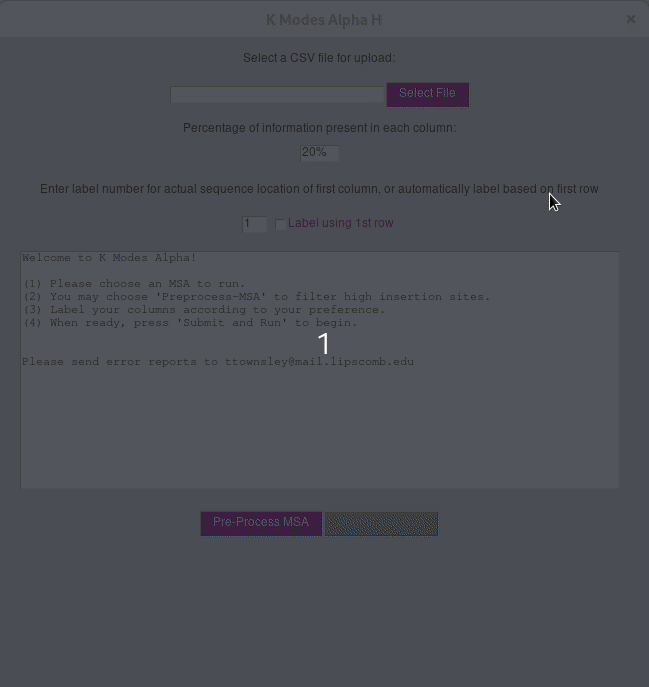 K Modes Alpha H
×
Select a CSV file for upload:
Select File
Percentage of information present in each column:
20%
Enter label number for actual sequence location of first column, or automatically label based on first row
1 Label using 1st row
Welcome to K Modes Alpha!
(1) Please choose an MSA to run.
(2) You may choose 'Preprocess-MSA' to filter high insertion sites.
(3) Label your columns according to your preference.
(4) When ready, press 'Submit and Run' to begin.
1
Please send error reports to ttownsley@mail.lipscomb.edu
Pre-Process MSA